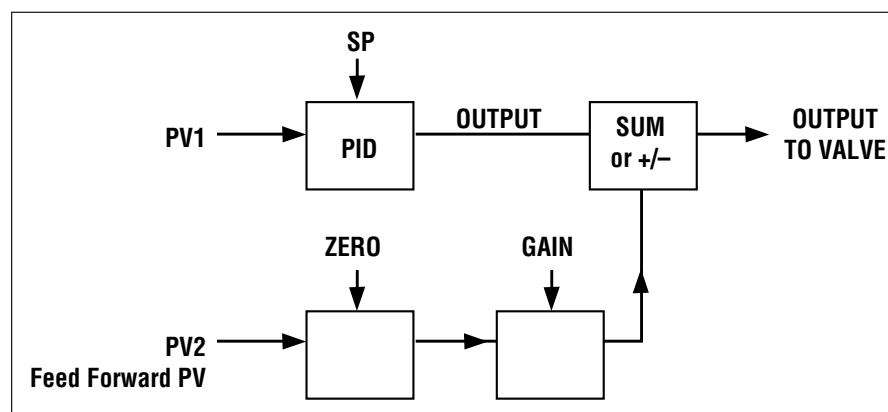 SP
PV1
PID
OUTPUT
SUM
or +/–
OUTPUT
TO VALVE
ZERO
GAIN
PV2
Feed Forward PV